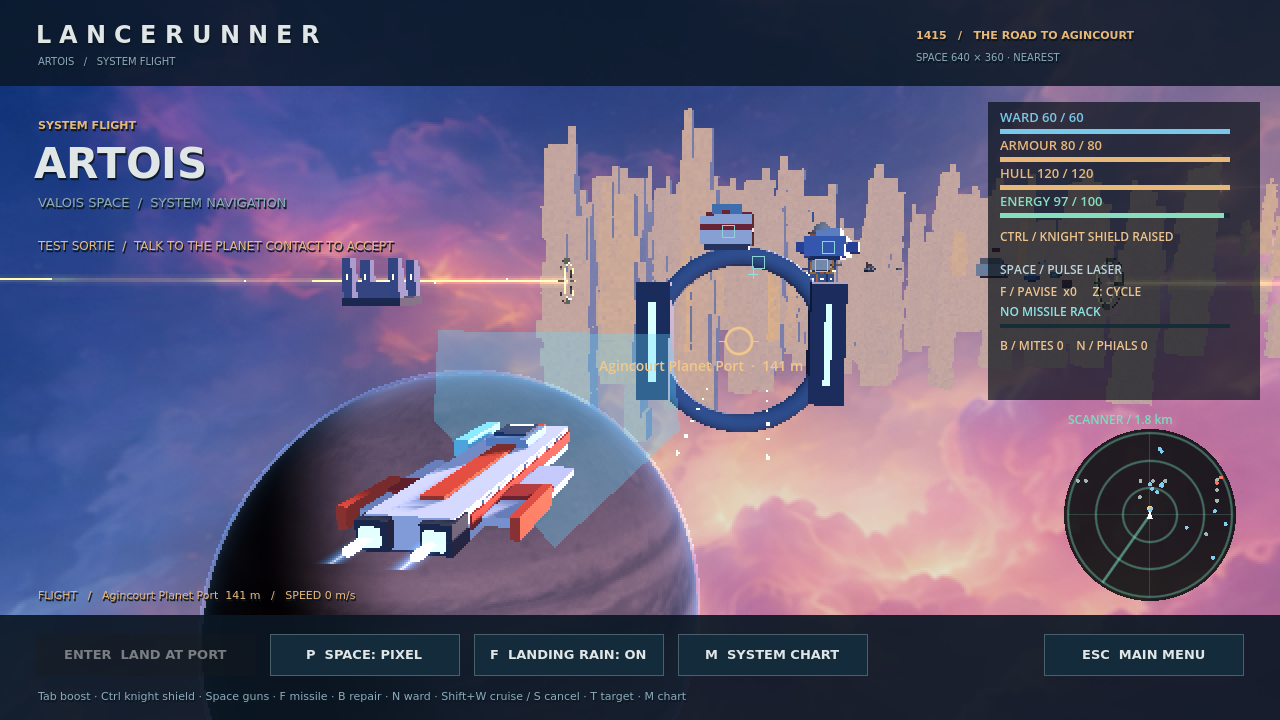 LANCERUNNER
ARTOIS / SYSTEM FLIGHT
1415 / THE ROAD TO AGINCOURT
SPACE 640 × 360 · NEAREST
SYSTEM FLIGHT
ARTOIS
VALOIS SPACE / SYSTEM NAVIGATION
TEST SORTIE / TALK TO THE PLANET CONTACT TO ACCEPT
WARD 60 / 60
ARMOUR 80 / 80
HULL 120 / 120
ENERGY 97 / 100
CTRL / KNIGHT SHIELD RAISED
SPACE / PULSE LASER
F / PAVISE x0 Z: CYCLE
NO MISSILE RACK
B / MITES 0 N / PHIALS 0
Agincourt Planet Port · 141 m
SCANNER / 1.8 km
FLIGHT / Agincourt Planet Port 141 m / SPEED 0 m/s
ENTER LAND AT PORT
P SPACE: PIXEL
F LANDING RAIN: ON
M SYSTEM CHART
ESC MAIN MENU
Tab boost · Ctrl knight shield · Space guns · F missile · B repair · N ward · Shift+W cruise / S cancel · T target · M chart